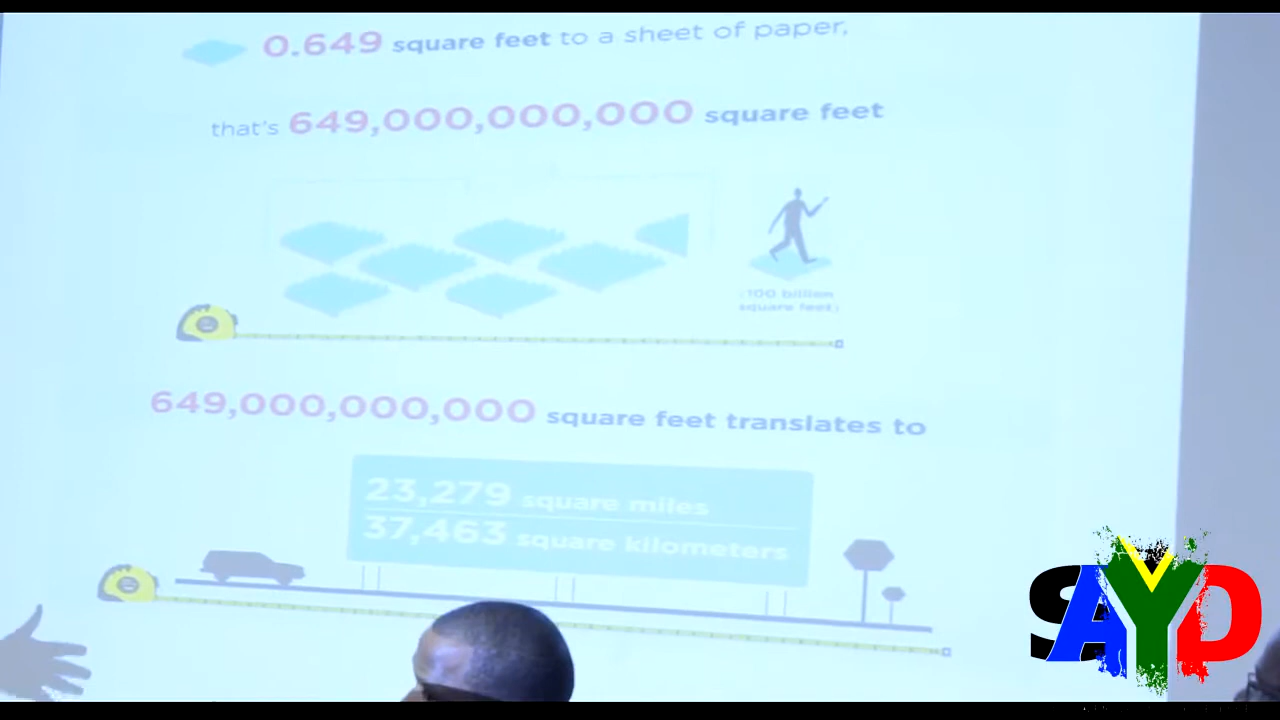 0.649 square feet to a sheet of paper,
that's 649,000,000,000 square feet
(100 billion
square feet)
649,000,000,000 square feet translates to
23,279 square miles
37,463 square kilometers
SAYD